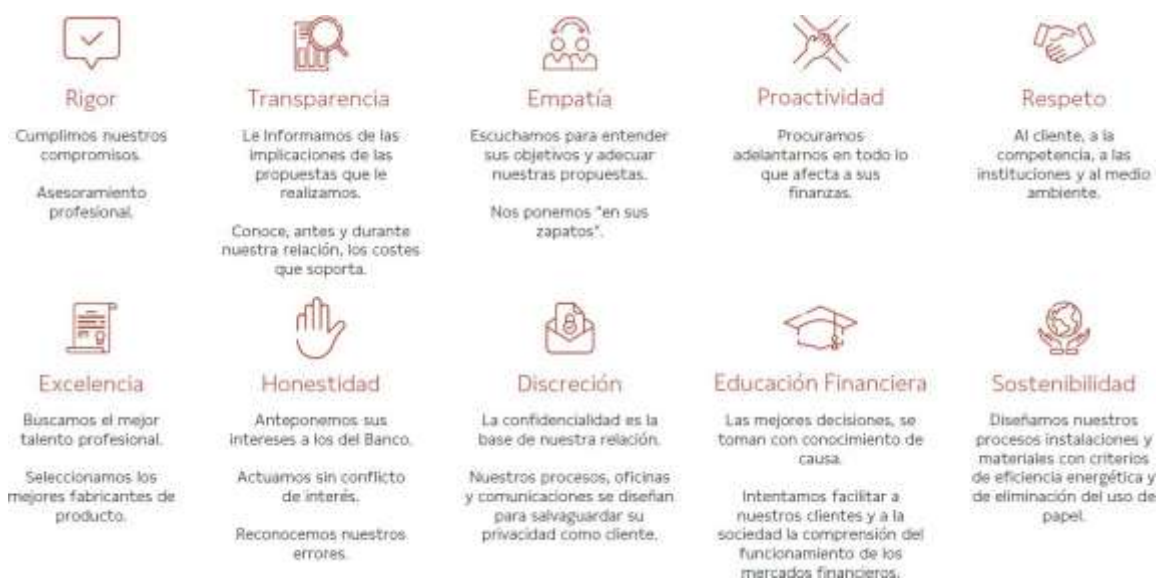 Rigor
Cumplimos nuestros
compromisos.
Asesoramiento
profesional.
Transparencia
Le Informamos de las
implicaciones de las
propuestas que le
realizamos.
Conoce, antes y durante
nuestra relación, los costes
que soporta.
Empatía
Escuchamos para entender
sus objetivos y adecuar
nuestras propuestas.
Nos ponemos "en sus
zapatos".
Proactividad
Procuramos
adelantarnos en todo lo
que afecta a sus
finanzas.
Respeto
Al cliente, a la
competencia, a las
instituciones y al medio
ambiente.
Excelencia
Buscamos el mejor
talento profesional.
Seleccionamos los
mejores fabricantes de
producto.
Honestidad
Anteponemos sus
intereses a los del Banco.
Actuamos sin conflicto
de interés.
Reconocemos nuestros
errores.
Discreción
La confidencialidad es la
base de nuestra relación.
Nuestros procesos, oficinas
y comunicaciones se diseñan
para salvaguardar su
privacidad como cliente.
Educación Financiera
Las mejores decisiones, se
toman con conocimiento de
causa.
Intentamos facilitar a
nuestros clientes y a la
sociedad la comprensión del
funcionamiento de los
mercados financieros.
Sostenibilidad
Diseñamos nuestros
procesos instalaciones y
materiales con criterios
de eficiencia energética y
de eliminación del uso de
papel.